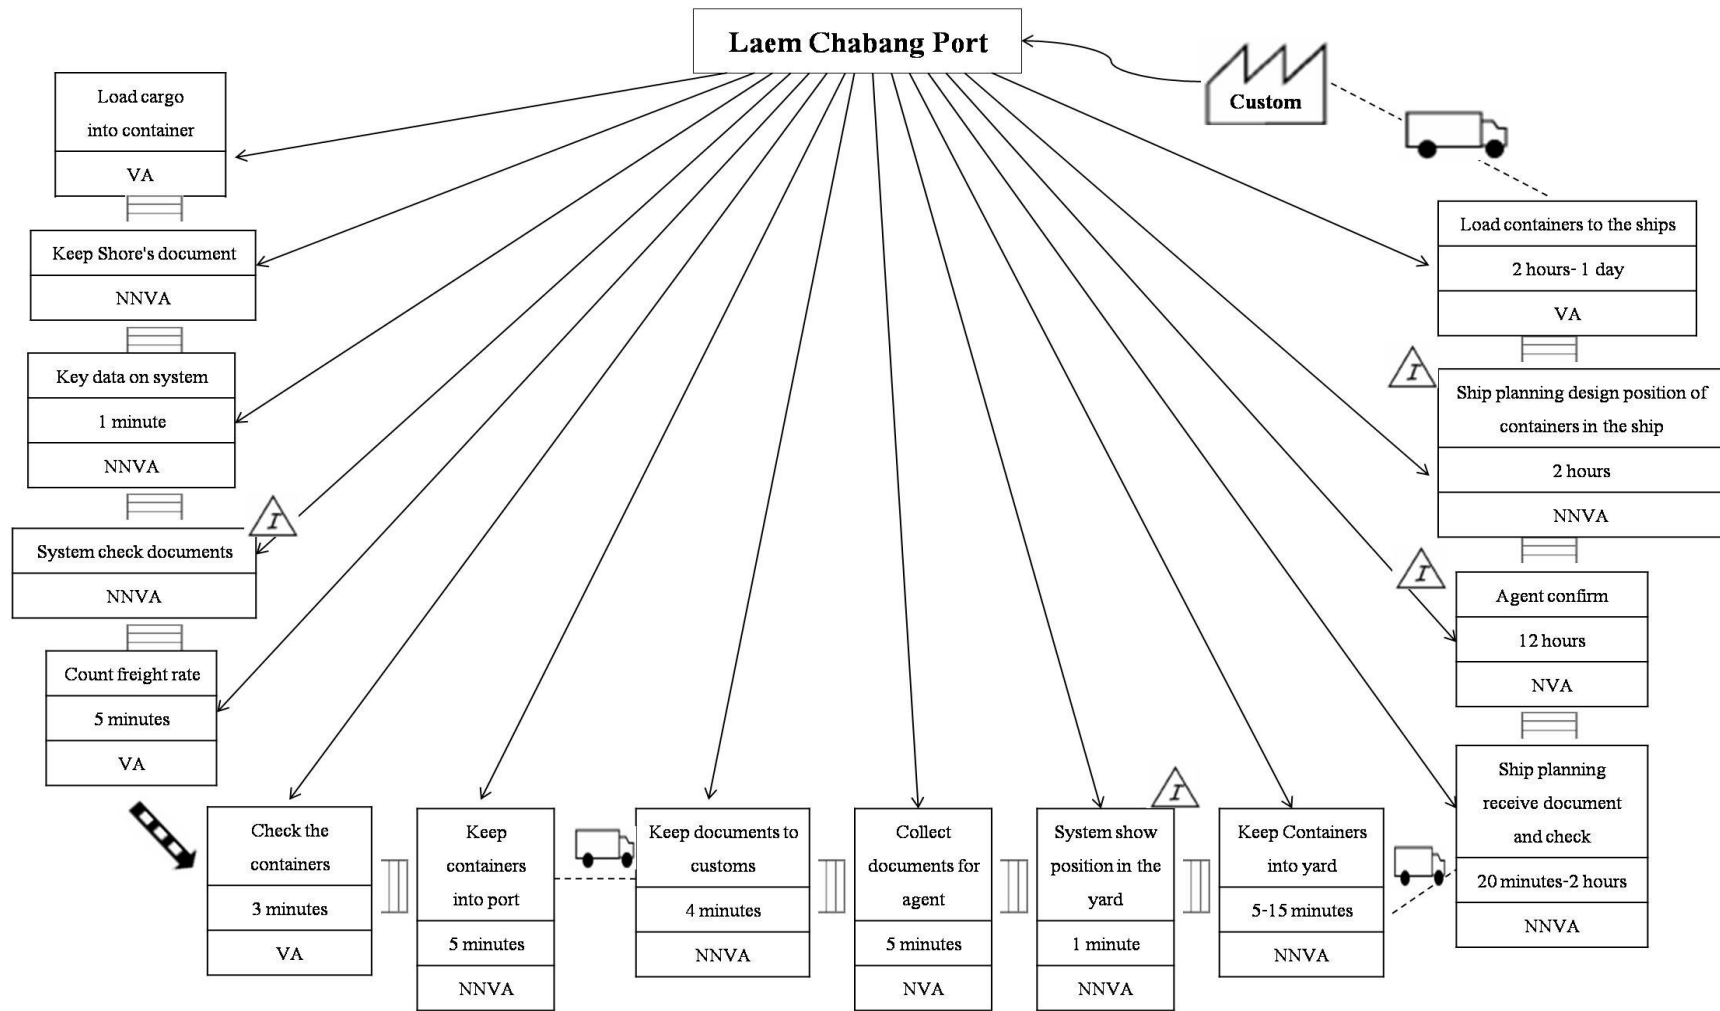 Laem Chabang Port
Custom
Load cargo
into container
VA
Keep Shore's document
NNVA
Key data on system
1 minute
NNVA
I
System check documents
NNVA
Count freight rate
5 minutes
VA
Check the
containers
3 minutes
VA
Keep
containers
into port
5 minutes
NNVA
Keep documents to
customs
4 minutes
NNVA
Collect
documents for
agent
5 minutes
NVA
I
System show
position in the
yard
1 minute
NNVA
Keep Containers
into yard
5-15 minutes
NNVA
Ship planning
receive document
and check
20 minutes-2 hours
NNVA
I
Agent confirm
12 hours
NVA
I
Ship planning design position of
containers in the ship
2 hours
NNVA
Load containers to the ships
2 hours- 1 day
VA